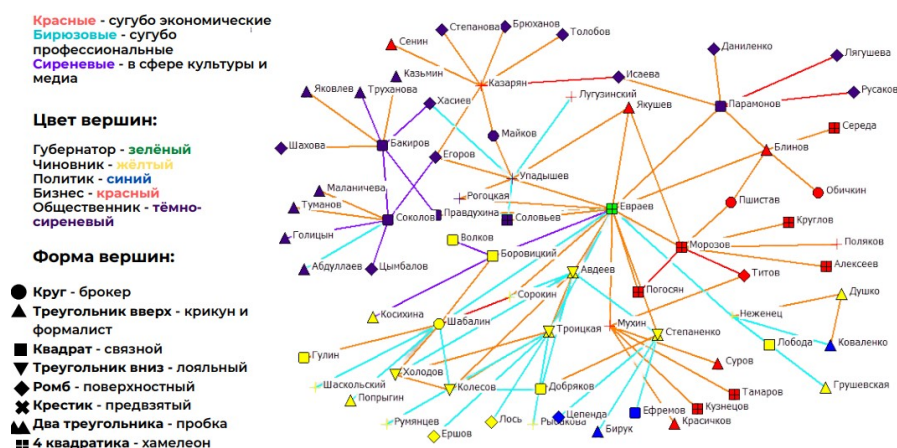 Красные - сугубо экономические
Бирюзовые - сугубо
профессиональные
Сиреневые - в сфере культуры и
медиа
Цвет вершин:
Губернатор - зелёный
Чиновник - жёлтый
Политик - синий
Бизнес - красный
Общественник - тёмно-
сиреневый
Форма вершин:
Круг - брокер
Треугольник вверх - крикун и
формалист
Квадрат - связной
Треугольник вниз - лояльный
Ромб - поверхностный
Крестик - предвзятый
Два треугольника - пробка
4 квадратика - хамелеон
Степанова
Брюханов
Толобов
Сенин
Даниленко
Лягушева
Казьмин
Казарян
Исаева
Русаков
Яковлев
Труханова
Хасиев
Лугузинский
Якушев
Парамонов
Середа
Шахова
Бакиров
Майков
Егоров
Блинов
Упадышев
Маланичева
Рогоцкая
Обичкин
Туманов
Соколов
Правдухина
Соловьев
Евраев
Пшистав
Круглов
Голицын
Волков
Боровицкий
Морозов
Поляков
Абдуллаев
Цымбалов
Авдеев
Погосян
Титов
Алексеев
Косихина
Сорокин
Душко
Шабалин
Троицкая
Мухин
Степаненко
Неженец
Гулин
Лобода
Коваленко
Холодов
Суров
Шаскольский
Колесов
Добряков
Тамаров
Грушевская
Попрыгин
Кузнецов
Румянцев
Лось
Рыбакова
Цепенда
Ефремов
Красичков
Ершов
Бирук